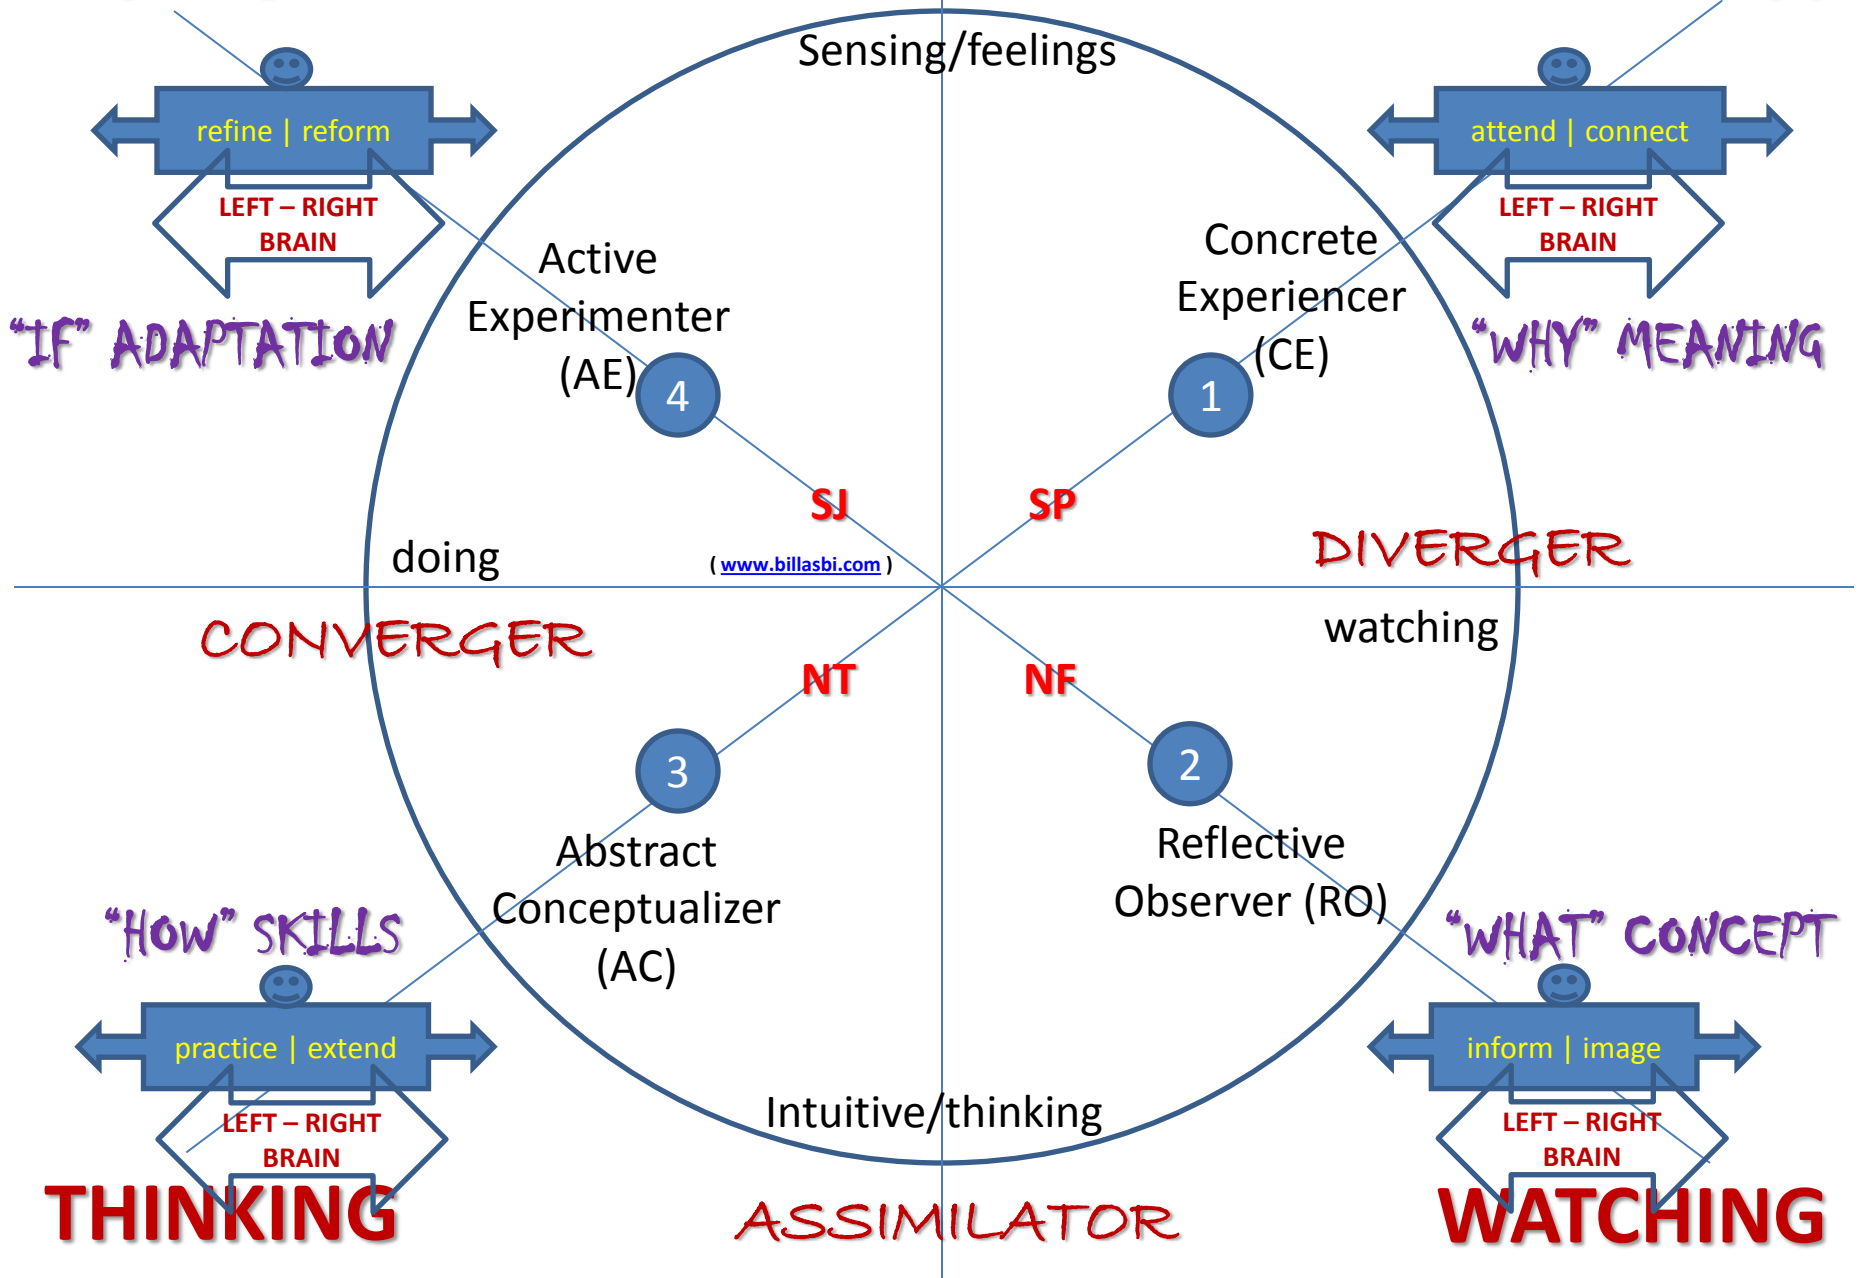 Sensing/feelings
refine | reform
LEFT – RIGHT
BRAIN
attend | connect
LEFT – RIGHT
BRAIN
Active
Experimenter
(AE)
Concrete
Experiencer
(CE)
"IF" ADAPTATION
"WHY" MEANING
4
1
SJ
SP
doing
( www.billasbi.com )
DIVERGER
CONVERGER
watching
NT
NF
3
2
Abstract
Conceptualizer
(AC)
Reflective
Observer (RO)
"HOW" SKILLS
"WHAT" CONCEPT
practice | extend
LEFT – RIGHT
BRAIN
inform | image
LEFT – RIGHT
BRAIN
Intuitive/thinking
THINKING
ASSIMILATOR
WATCHING